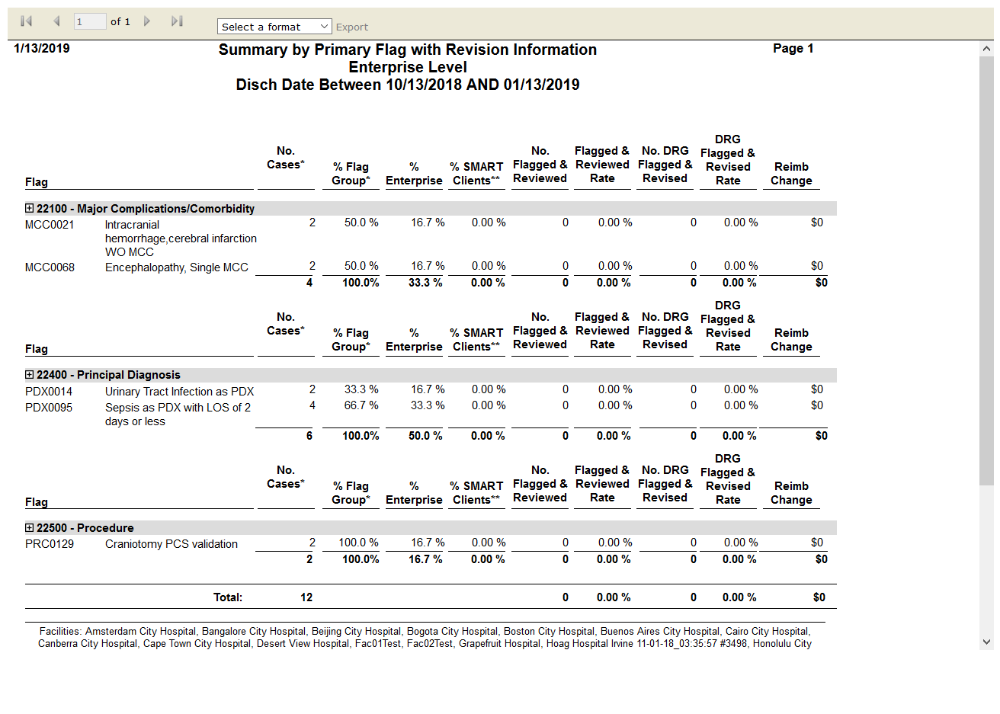 1 of 1 Select a format Export
1/13/2019 Summary by Primary Flag with Revision Information Page 1
Enterprise Level
Disch Date Between 10/13/2018 AND 01/13/2019
Flag No. Cases* % Flag Group* % Enterprise % SMART Clients** No. Flagged & Reviewed Flagged & Reviewed Rate No. DRG Flagged & Revised DRG Flagged & Revised Rate Reimb Change
22100 - Major Complications/Comorbidity
MCC0021 Intracranial 2 50.0 % 16.7 % 0.00 % 0 0.00 % 0 0.00 % $0
hemorrhage,cerebral infarction
WO MCC
MCC0068 Encephalopathy, Single MCC 2 50.0 % 16.7 % 0.00 % 0 0.00 % 0 0.00 % $0
4 100.0% 33.3 % 0.00 % 0 0.00 % 0 0.00 % $0
Flag No. Cases* % Flag Group* % Enterprise % SMART Clients** No. Flagged & Reviewed Flagged & Reviewed Rate No. DRG Flagged & Revised DRG Flagged & Revised Rate Reimb Change
22400 - Principal Diagnosis
PDX0014 Urinary Tract Infection as PDX 2 33.3 % 16.7 % 0.00 % 0 0.00 % 0 0.00 % $0
PDX0095 Sepsis as PDX with LOS of 2 4 66.7 % 33.3 % 0.00 % 0 0.00 % 0 0.00 % $0
days or less
6 100.0% 50.0 % 0.00 % 0 0.00 % 0 0.00 % $0
Flag No. Cases* % Flag Group* % Enterprise % SMART Clients** No. Flagged & Reviewed Flagged & Reviewed Rate No. DRG Flagged & Revised DRG Flagged & Revised Rate Reimb Change
22500 - Procedure
PRC0129 Craniotomy PCS validation 2 100.0 % 16.7 % 0.00 % 0 0.00 % 0 0.00 % $0
2 100.0% 16.7 % 0.00 % 0 0.00 % 0 0.00 % $0
Total: 12 0 0.00 % 0 0.00 % $0
Facilities: Amsterdam City Hospital, Bangalore City Hospital, Beijing City Hospital, Bogota City Hospital, Boston City Hospital, Buenos Aires City Hospital, Cairo City Hospital,
Canberra City Hospital, Cape Town City Hospital, Desert View Hospital, Fac01Test, Fac02Test, Grapefruit Hospital, Hoag Hospital Irvine 11-01-18_03:35:57 #3498, Honolulu City